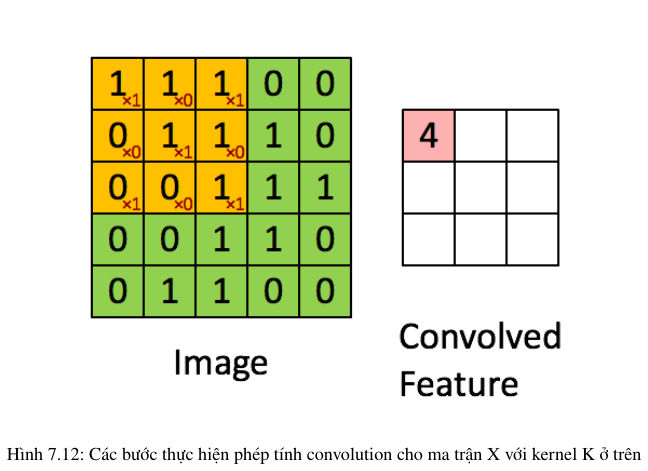 1×1 1×0 1×1 0 0
0×0 1×1 1×0 1 0
0×1 0×0 1×1 1 1
0 0 1 1 0
0 1 1 0 0
Image
4
Convolved
Feature
Hình 7.12: Các bước thực hiện phép tính convolution cho ma trận X với kernel K ở trên